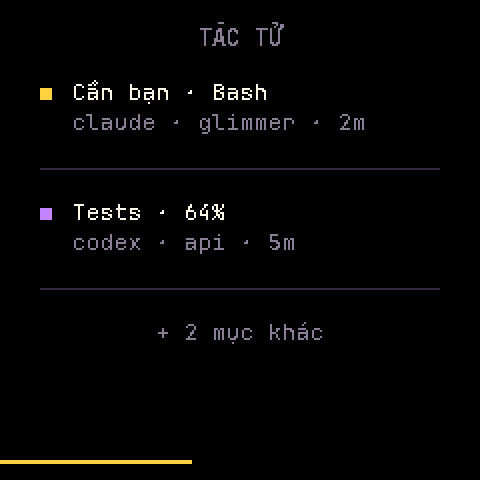 TÁC TỬ
Cần bạn · Bash
claude · glimmer · 2m
Tests · 64%
codex · api · 5m
+ 2 mục khác